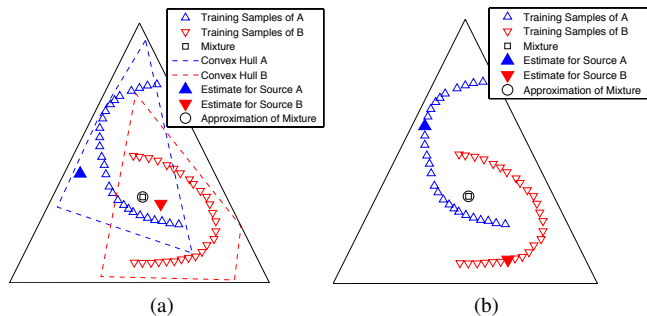 Training Samples of A
Training Samples of B
Mixture
Convex Hull A
Convex Hull B
Estimate for Source A
Estimate for Source B
Approximation of Mixture
(a)
Training Samples of A
Training Samples of B
Mixture
Estimate for Source A
Estimate for Source B
Approximation of Mixture
(b)